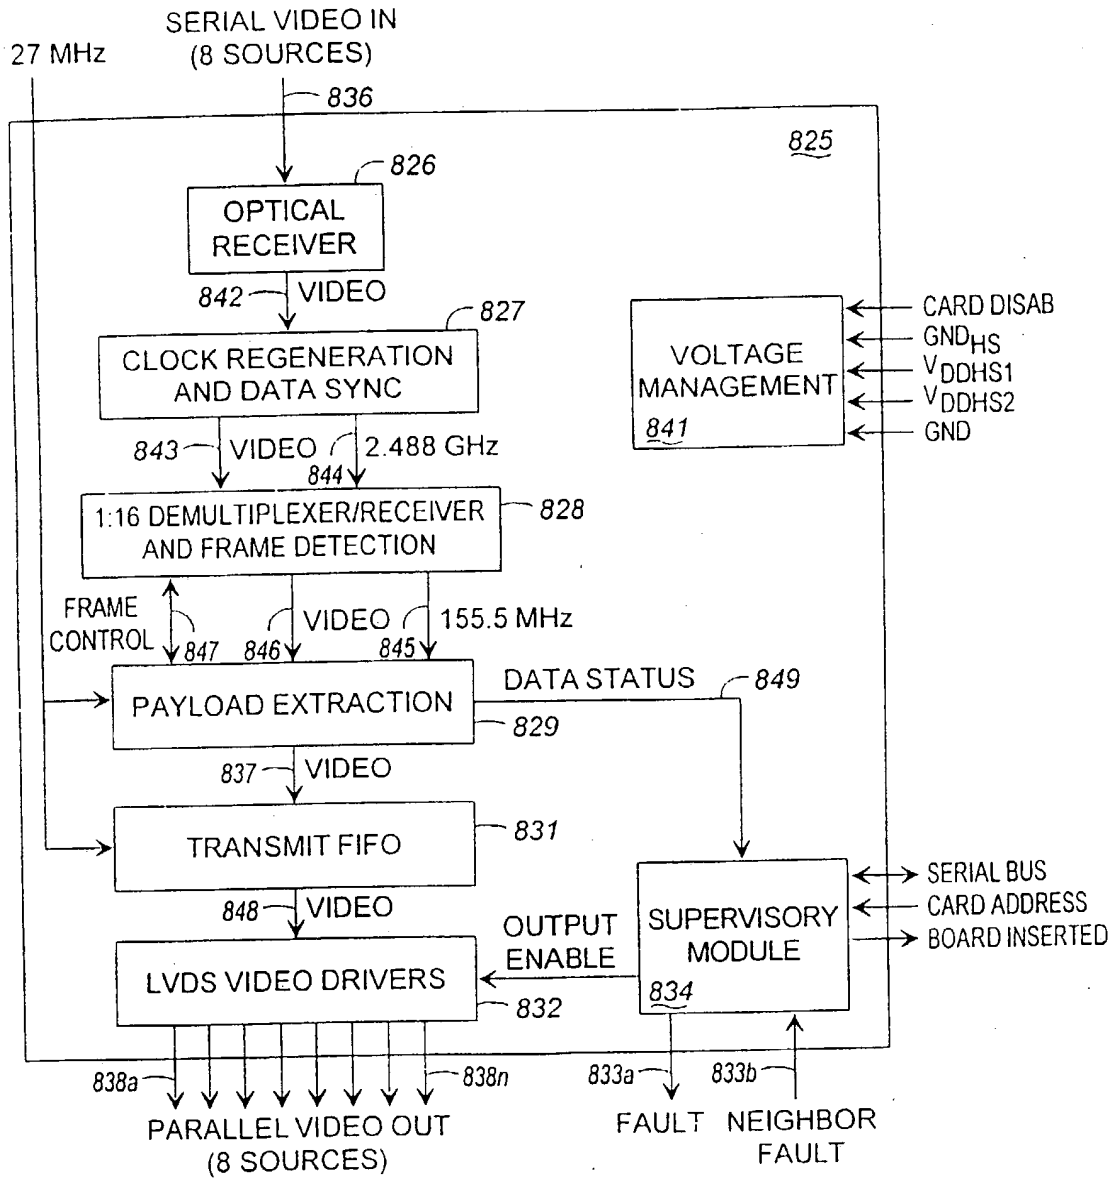 SERIAL VIDEO IN
(8 SOURCES)
27 MHz
836
825
826
OPTICAL
RECEIVER
842
VIDEO
827
CLOCK REGENERATION
AND DATA SYNC
VOLTAGE
MANAGEMENT
841
CARD DISAB
GNDHS
VDDHS1
VDDHS2
GND
843
VIDEO
844
2.488 GHz
1:16 DEMULTIPLEXER/RECEIVER
AND FRAME DETECTION
828
FRAME
CONTROL
847
846
VIDEO
845
155.5 MHz
PAYLOAD EXTRACTION
829
DATA STATUS
849
837
VIDEO
TRANSMIT FIFO
831
848
VIDEO
OUTPUT
ENABLE
SUPERVISORY
MODULE
834
SERIAL BUS
CARD ADDRESS
BOARD INSERTED
LVDS VIDEO DRIVERS
832
838a
838n
833a
833b
PARALLEL VIDEO OUT
(8 SOURCES)
FAULT
NEIGHBOR
FAULT